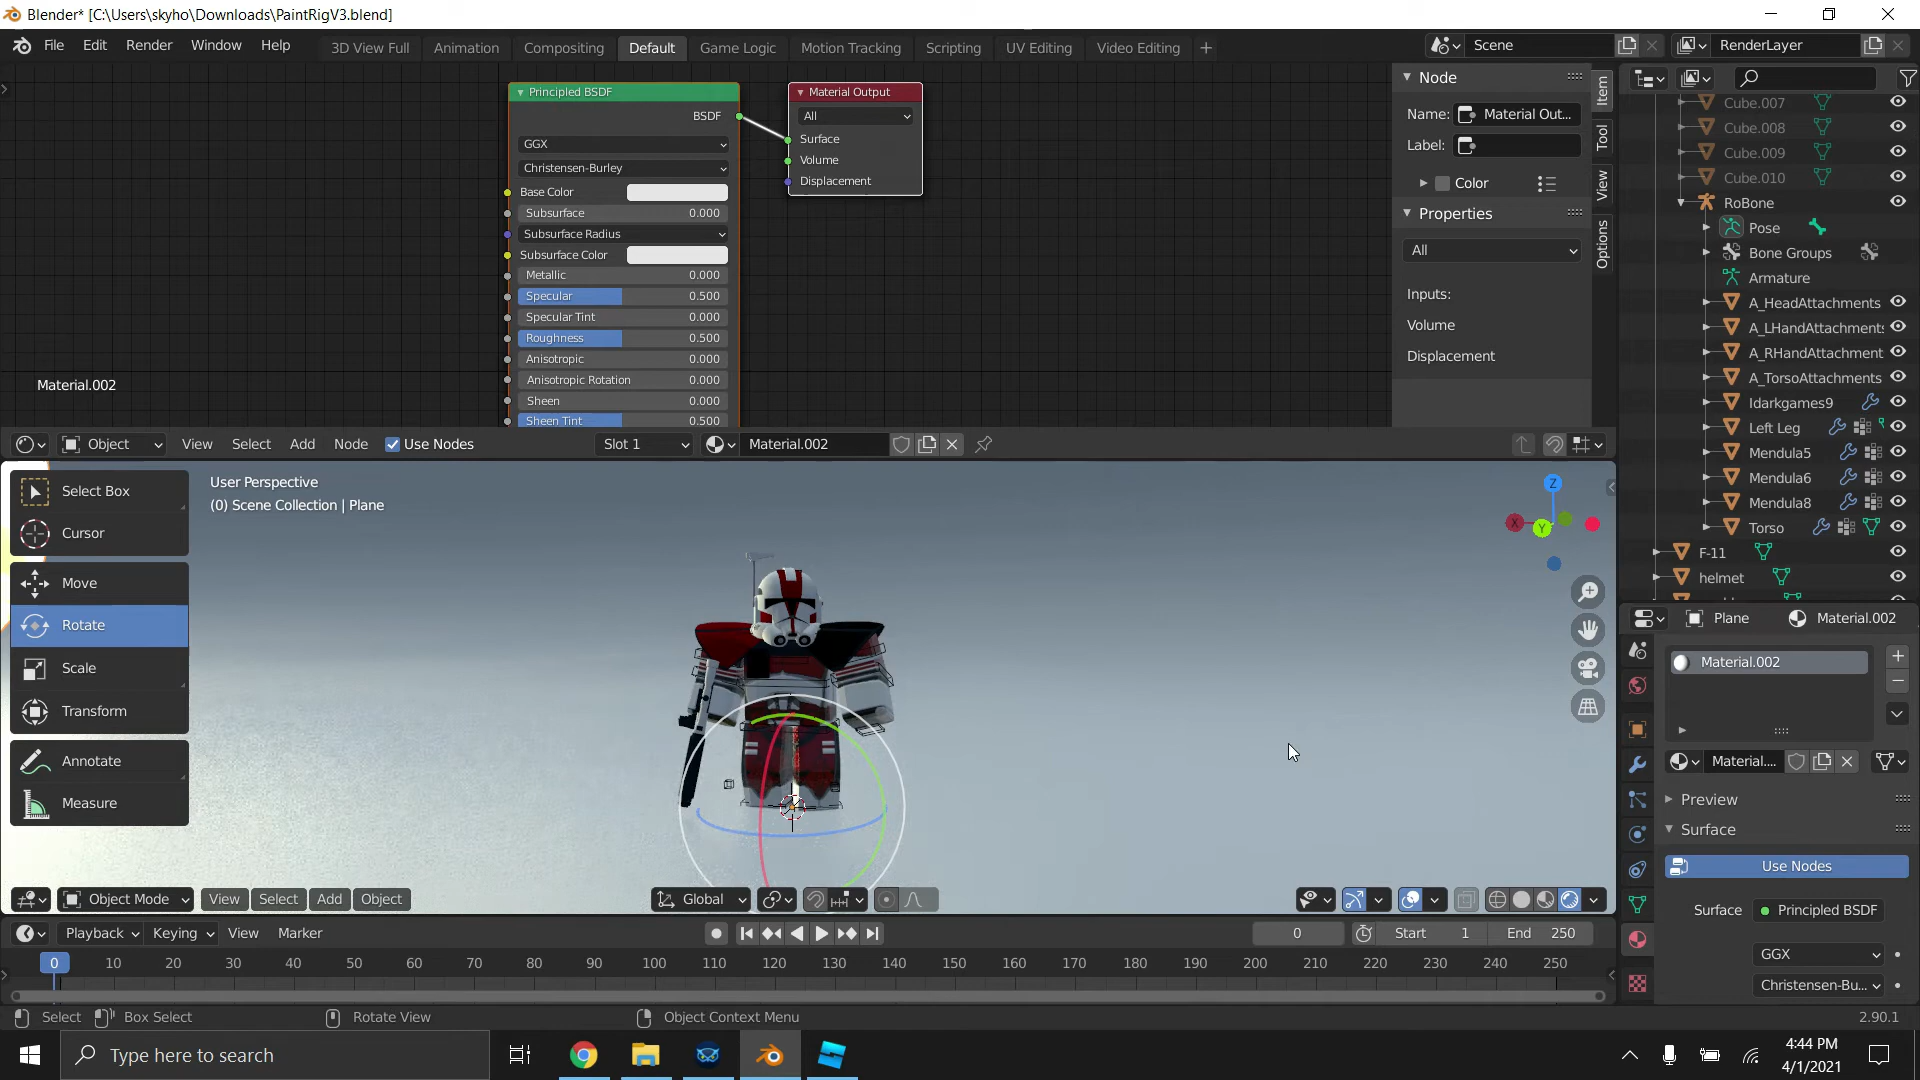 Blender* [C:\Users\skyho\Downloads\PaintRigV3.blend]
File Edit Render Window Help 3D View Full Animation Compositing Default Game Logic Motion Tracking Scripting UV Editing Video Editing + Scene RenderLayer
Principled BSDF
BSDF
GGX
Christensen-Burley
Base Color
Subsurface 0.000
Subsurface Radius
Subsurface Color
Metallic 0.000
Specular 0.500
Specular Tint 0.000
Roughness 0.500
Anisotropic 0.000
Anisotropic Rotation 0.000
Sheen 0.000
Sheen Tint 0.500
Material Output
All
Surface
Volume
Displacement
Material.002
Node
Name: Material Out...
Label:
Color
Properties
All
Inputs:
Volume
Displacement
Item
Tool
View
Options
Cube.007
Cube.008
Cube.009
Cube.010
RoBone
Pose
Bone Groups
Armature
A_HeadAttachments
A_LHandAttachments
A_RHandAttachment
A_TorsoAttachments
Idarkgames9
Left Leg
Mendula5
Mendula6
Mendula8
Torso
F-11
helmet
Object View Select Add Node Use Nodes Slot 1 Material.002
Select Box
Cursor
Move
Rotate
Scale
Transform
Annotate
Measure
User Perspective
(0) Scene Collection | Plane
Z
X
Y
Object Mode View Select Add Object Global
Plane Material.002
Material.002
Material....
Preview
Surface
Use Nodes
Surface Principled BSDF
GGX
Christensen-Bu...
Playback Keying View Marker 0 Start 1 End 250
0 10 20 30 40 50 60 70 80 90 100 110 120 130 140 150 160 170 180 190 200 210 220 230 240 250
Select Box Select Rotate View Object Context Menu 2.90.1
Type here to search
4:44 PM
4/1/2021